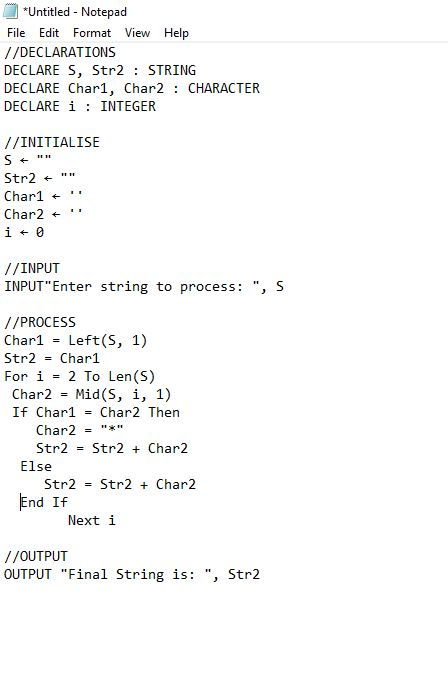 *Untitled - Notepad
File Edit Format View Help
//DECLARATIONS
DECLARE S, Str2 : STRING
DECLARE Char1, Char2 : CHARACTER
DECLARE i : INTEGER
//INITIALISE
S ← ""
Str2 ← ""
Char1 ← ''
Char2 ← ''
i ← 0
//INPUT
INPUT"Enter string to process: ", S
//PROCESS
Char1 = Left(S, 1)
Str2 = Char1
For i = 2 To Len(S)
 Char2 = Mid(S, i, 1)
 If Char1 = Char2 Then
    Char2 = "*"
    Str2 = Str2 + Char2
  Else
     Str2 = Str2 + Char2
  End If
        Next i
//OUTPUT
OUTPUT "Final String is: ", Str2